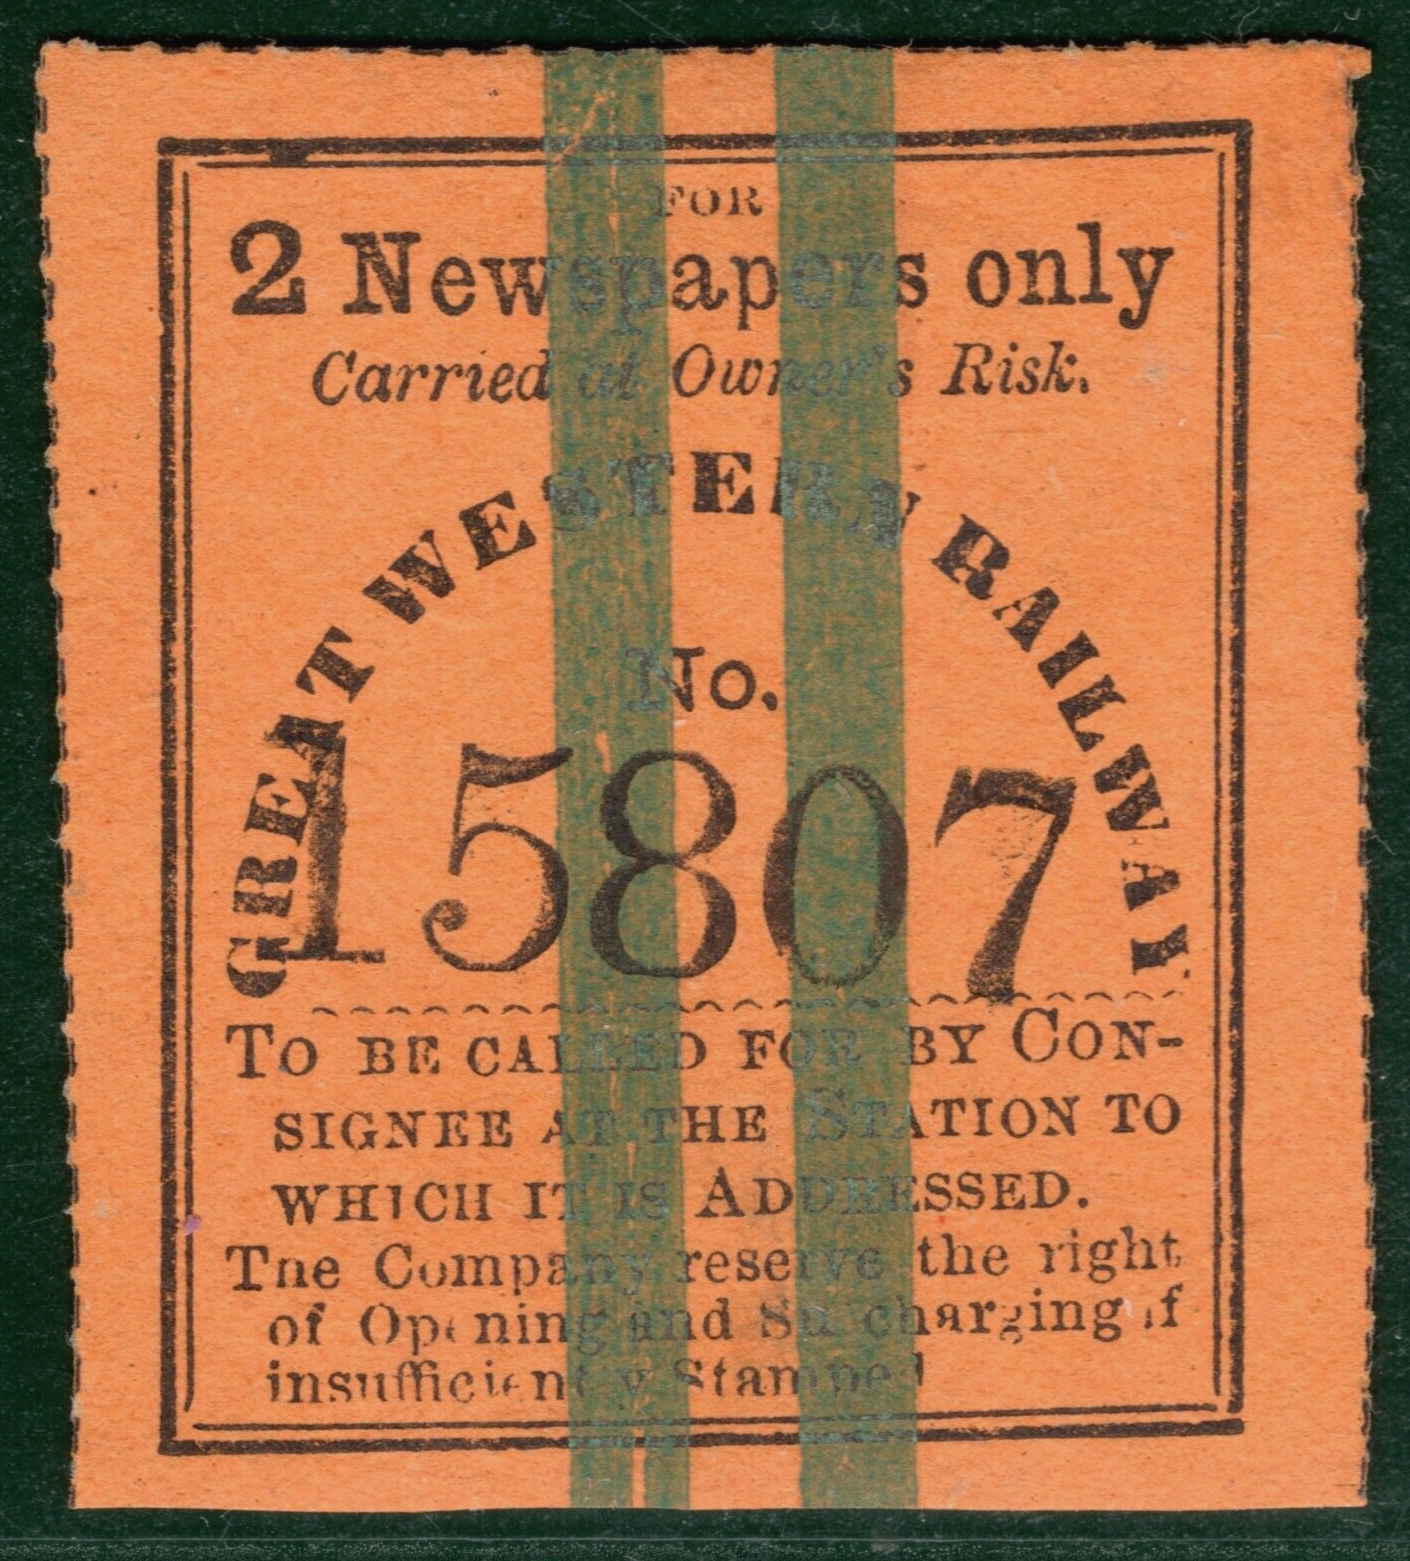 FOR
2 Newspapers only
Carried at Owner's Risk.
GREAT WESTERN RAILWAY
No.
15807
TO BE CALLED FOR BY CON-
SIGNEE AT THE STATION TO
WHICH IT IS ADDRESSED.
The Company reserve the right
of Opening and Surcharging if
insufficiently Stamped